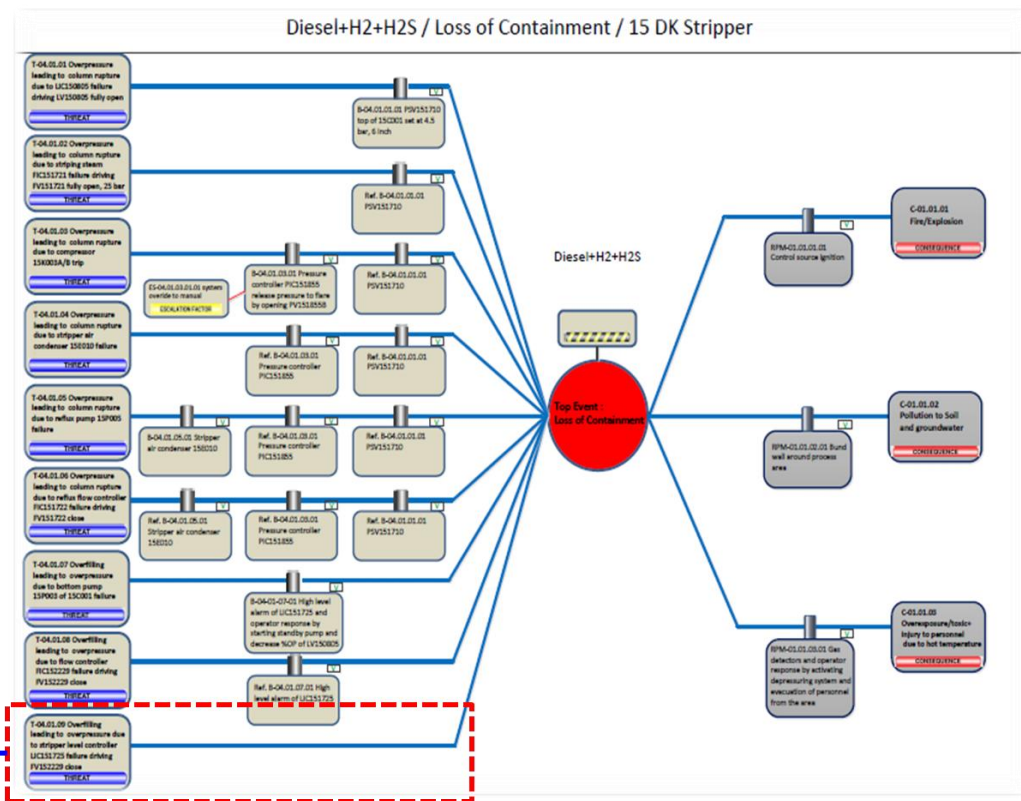 Diesel+H2+H2S / Loss of Containment / 15 DK Stripper
T-04.01.01 Overpressure
leading to column rupture
due to LIC150805 failure
driving LV150805 fully open
THREAT
V
B-04.01.01.01 PSV151710
top of 15C001 set at 4.5
bar, 6 inch
T-04.01.02 Overpressure
leading to column rupture
due to striping steam
FIC151721 failure driving
FV151721 fully open, 25 bar
THREAT
V
Ref. B-04.01.01.01
PSV151710
T-04.01.03 Overpressure
leading to column rupture
due to compressor
15K003A/B trip
THREAT
ES-04.01.03.01.01 system
overide to manual
ESCALATION FACTOR
V
B-04.01.03.01 Pressure
controller PIC151855
release pressure to flare
by opening PV151855B
V
Ref. B-04.01.01.01
PSV151710
T-04.01.04 Overpressure
leading to column rupture
due to stripper air
condenser 15E010 failure
THREAT
V
Ref. B-04.01.03.01
Pressure controller
PIC151855
V
Ref. B-04.01.01.01
PSV151710
T-04.01.05 Overpressure
leading to column rupture
due to reflux pump 15P005
failure
THREAT
V
B-04.01.05.01 Stripper
air condenser 15E010
V
Ref. B-04.01.03.01
Pressure controller
PIC151855
V
Ref. B-04.01.01.01
PSV151710
T-04.01.06 Overpressure
leading to column rupture
due to reflux flow controller
FIC151722 failure driving
FV151722 close
THREAT
V
Ref. B-04.01.05.01
Stripper air condenser
15E010
V
Ref. B-04.01.03.01
Pressure controller
PIC151855
V
Ref. B-04.01.01.01
PSV151710
T-04.01.07 Overfilling
leading to overpressure
due to bottom pump
15P003 of 15C001 failure
THREAT
V
B-04-01-07-01 High level
alarm of LIC151725 and
operator response by
starting standby pump and
decrease %OP of LV150805
T-04.01.08 Overfilling
leading to overpressure
due to flow controller
FIC152229 failure driving
FV152229 close
THREAT
V
Ref. B-04.01.07.01 High
level alarm of LIC151725
T-04.01.09 Overfilling
leading to overpressure due
to stripper level controller
LIC151725 failure driving
FV152229 close
THREAT
Diesel+H2+H2S
Top Event :
Loss of Containment
V
RPM-01.01.01.01
Control source ignition
C-01.01.01
Fire/Explosion
CONSEQUENCE
V
RPM-01.01.02.01 Bund
wall around process
area
C-01.01.02
Pollution to Soil
and groundwater
CONSEQUENCE
V
RPM-01.01.03.01 Gas
detectors and operator
response by activating
depressuring system and
evacuation of personnel
from the area
C-01.01.03
Overexposure/toxic+
injury to personnel
due to hot temperature
CONSEQUENCE